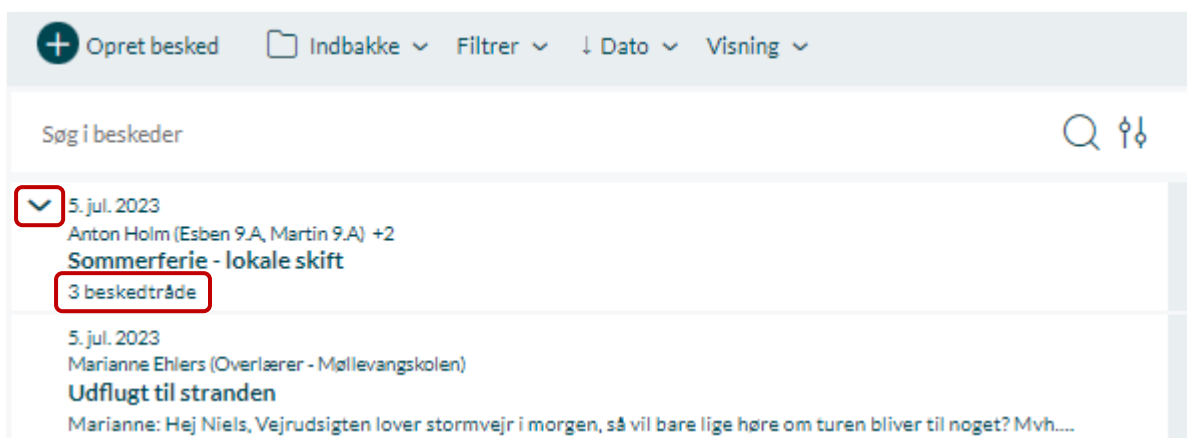 Opret besked Indbakke Filtrer ↓ Dato Visning
Søg i beskeder
5. jul. 2023
Anton Holm (Esben 9.A, Martin 9.A) +2
Sommerferie - lokale skift
3 beskedtråde
5. jul. 2023
Marianne Ehlers (Overlærer - Møllevangskolen)
Udflugt til stranden
Marianne: Hej Niels, Vejrudsigten lover stormvejr i morgen, så vil bare lige høre om turen bliver til noget? Mvh....